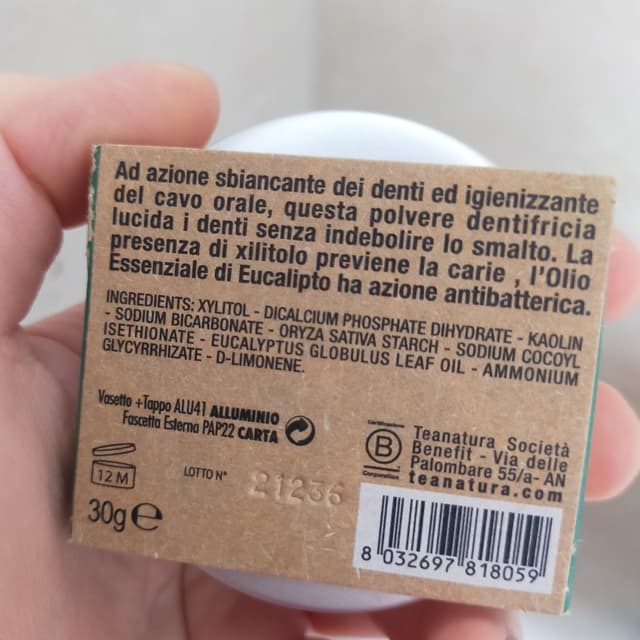 Ad azione sbiancante dei denti ed igienizzante
del cavo orale, questa polvere dentifricia
lucida i denti senza indebolire lo smalto. La
presenza di xilitolo previene la carie , l'Olio
Essenziale di Eucalipto ha azione antibatterica.
INGREDIENTS: XYLITOL - DICALCIUM PHOSPHATE DIHYDRATE - KAOLIN
- SODIUM BICARBONATE - ORYZA SATIVA STARCH - SODIUM COCOYL
ISETHIONATE - EUCALYPTUS GLOBULUS LEAF OIL - AMMONIUM
GLYCYRRHIZATE - D-LIMONENE.
Vasetto +Tappo ALU41 ALLUMINIO
Fascetta Esterna PAP22 CARTA
12 M
LOTTO N°
21236
30g e
Certified
B
Corporation
Teanatura Società
Benefit - Via delle
Palombare 55/a- AN
teanatura.com
8 032697 818059